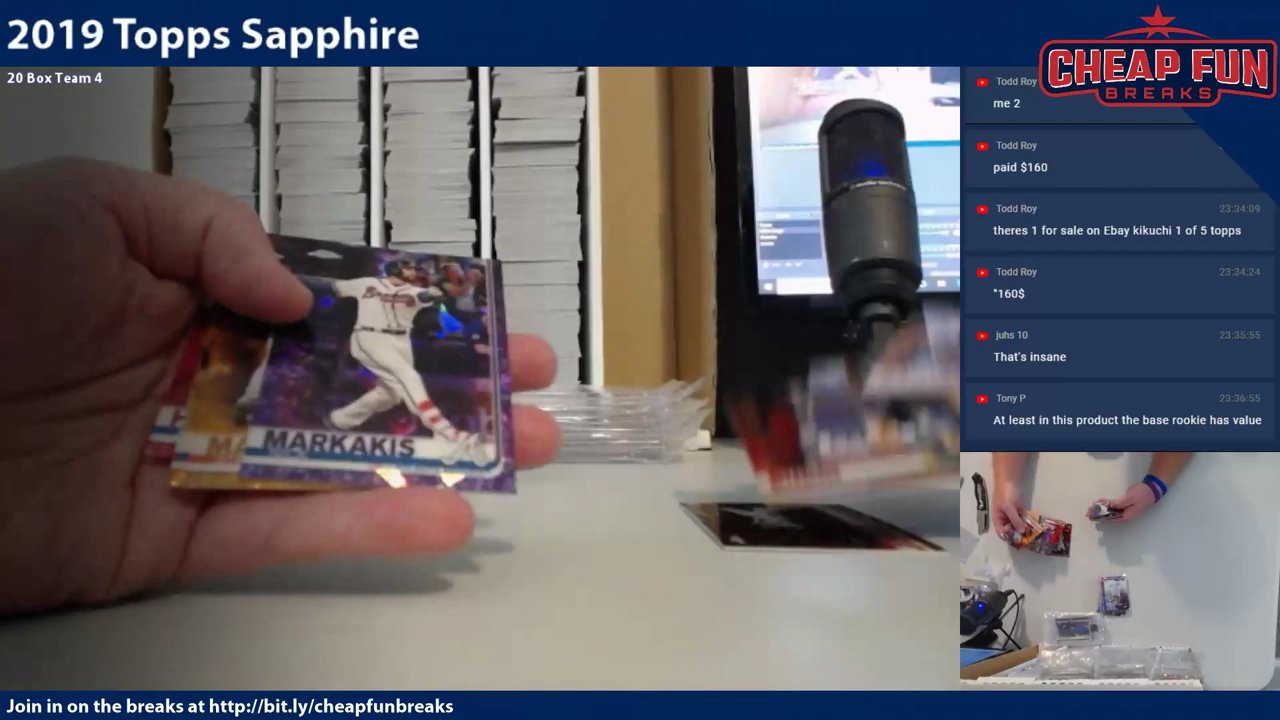 2019 Topps Sapphire
20 Box Team 4
CHEAP FUN
BREAKS
Todd Roy
me 2
Todd Roy
paid $160
Todd Roy 23:34:09
theres 1 for sale on Ebay kikuchi 1 of 5 topps
Todd Roy 23:34:24
*160$
juhs 10 23:35:55
That's insane
Tony P 23:36:55
At least in this product the base rookie has value
Braves
MA
MARKAKIS
Join in on the breaks at http://bit.ly/cheapfunbreaks